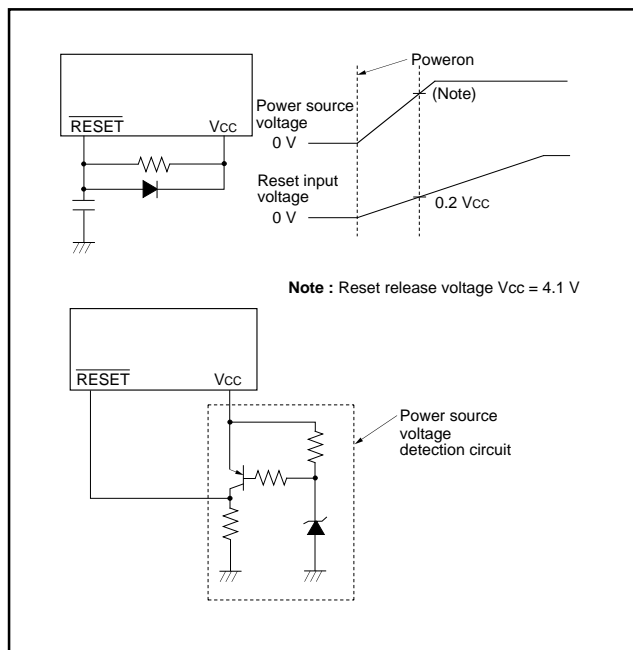 Poweron
RESET
VCC
Power source
voltage
0 V
(Note)
Reset input
voltage
0 V
0.2 VCC
Note : Reset release voltage Vcc = 4.1 V
RESET
VCC
Power source
voltage
detection circuit